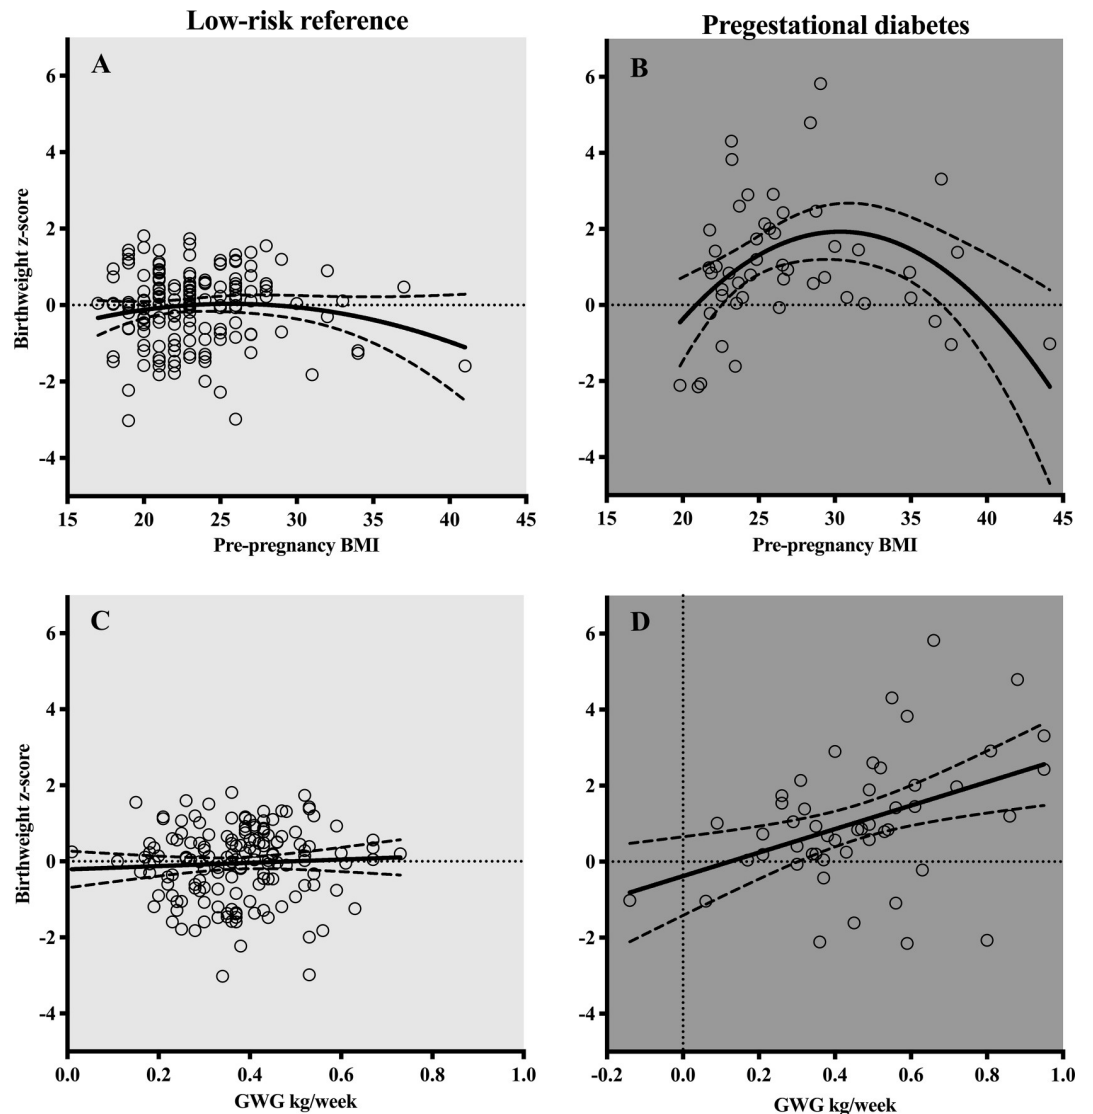 Low-risk reference
Pregestational diabetes
A
B
6
4
2
0
-2
-4
Birthweight z-score
15 20 25 30 35 40 45
Pre-pregnancy BMI
6
4
2
0
-2
-4
15 20 25 30 35 40 45
Pre-pregnancy BMI
C
D
6
4
2
0
-2
-4
Birthweight z-score
0.0 0.2 0.4 0.6 0.8 1.0
GWG kg/week
6
4
2
0
-2
-4
-0.2 0.0 0.2 0.4 0.6 0.8 1.0
GWG kg/week